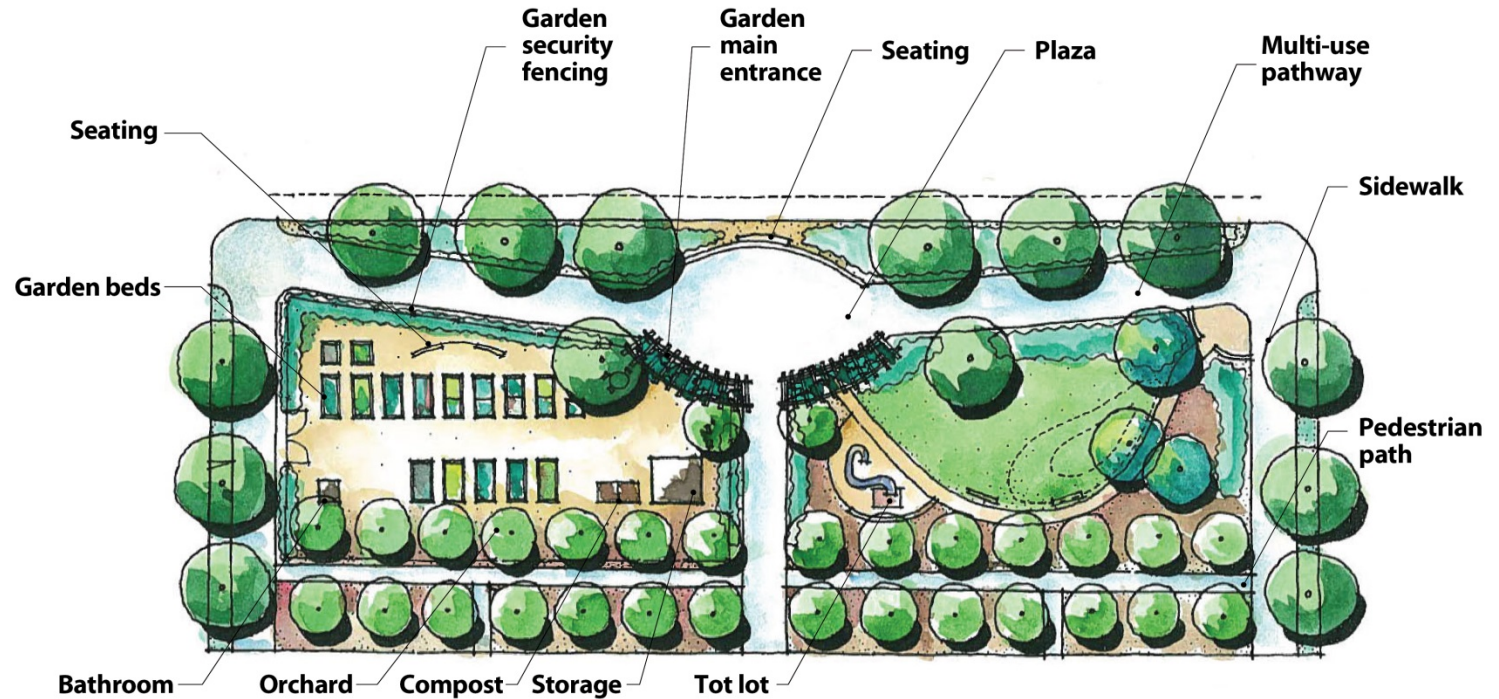 Garden
security
fencing
Garden
main
entrance
Seating
Plaza
Multi-use
pathway
Seating
Sidewalk
Garden beds
Pedestrian
path
Bathroom
Orchard
Compost
Storage
Tot lot